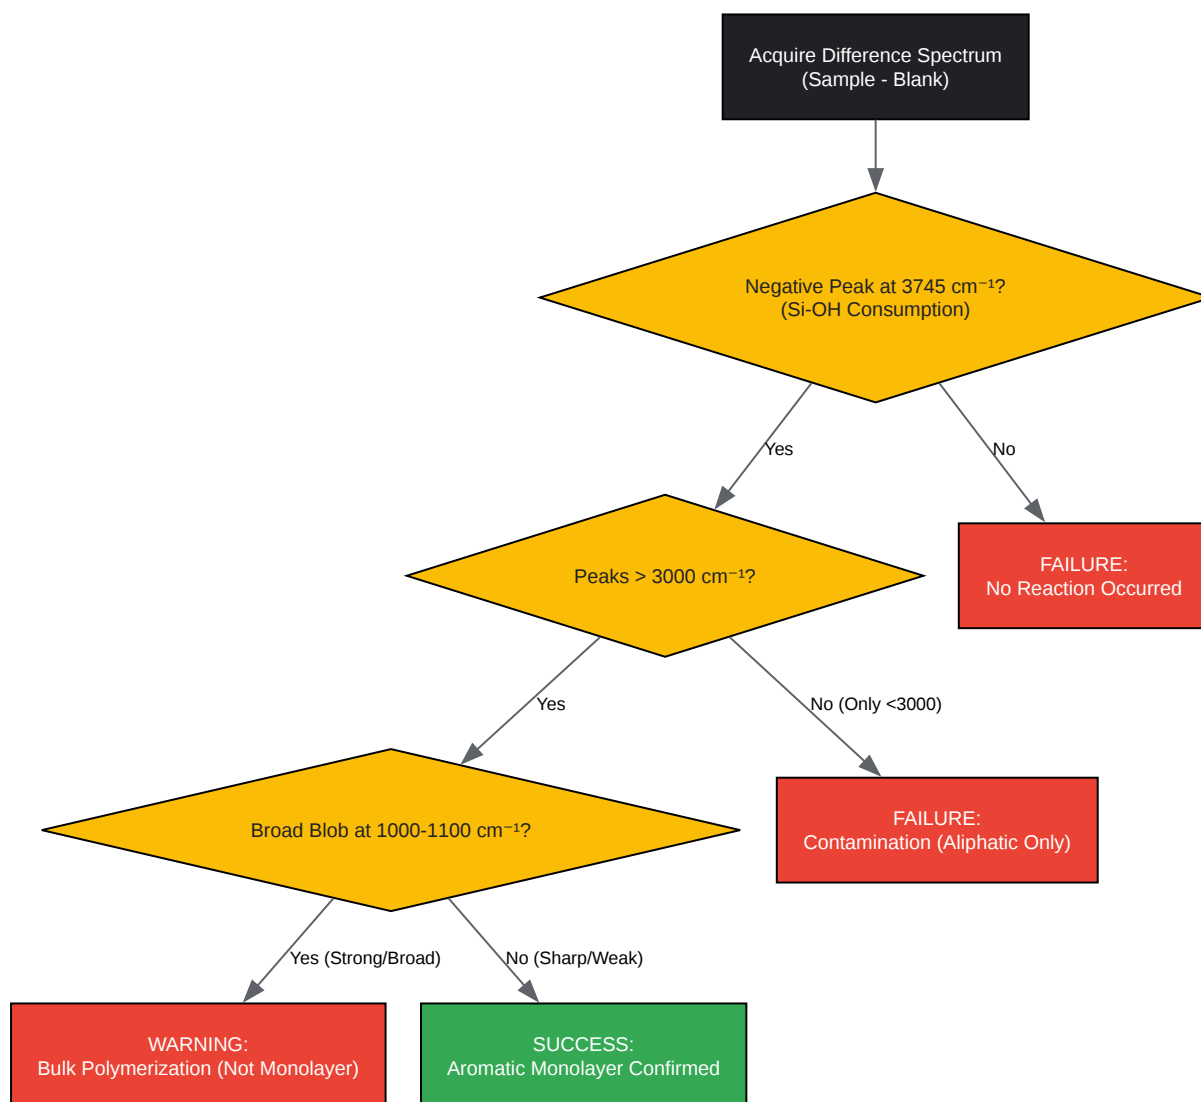 Acquire Difference Spectrum
(Sample - Blank)
Negative Peak at 3745 cm⁻¹?
(Si-OH Consumption)
Yes
No
Peaks > 3000 cm⁻¹?
FAILURE:
No Reaction Occurred
Yes
No (Only <3000)
Broad Blob at 1000-1100 cm⁻¹?
FAILURE:
Contamination (Aliphatic Only)
Yes (Strong/Broad)
No (Sharp/Weak)
WARNING:
Bulk Polymerization (Not Monolayer)
SUCCESS:
Aromatic Monolayer Confirmed